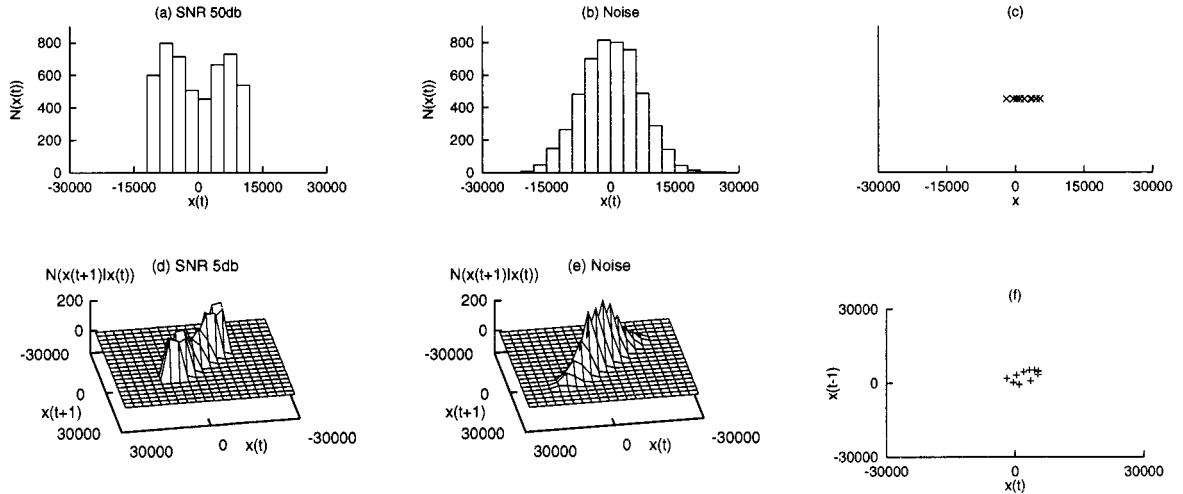 (a) SNR 50db
N(x(t))
800
600
400
200
0
-30000 -15000 0 15000 30000
x(t)
(b) Noise
N(x(t))
800
600
400
200
0
-30000 -15000 0 15000 30000
x(t)
(c)
-30000 -15000 0 15000 30000
x
(d) SNR 5db
N(x(t+1)|x(t))
200
0
-30000
0
x(t+1)
30000
30000
0
x(t)
-30000
(e) Noise
N(x(t+1)|x(t))
200
0
-30000
0
x(t+1)
30000
30000
0
x(t)
-30000
(f)
30000
x(t-1)
0
-30000
-30000 0 30000
x(t)